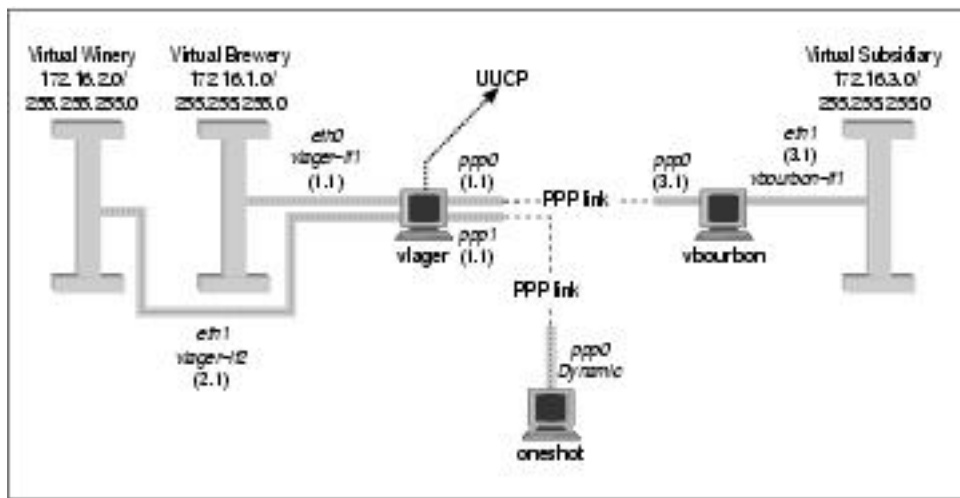 Virtual Winery
172.16.2.0/
255.255.255.0
Virtual Brewery
172.16.1.0/
255.255.255.0
UUCP
Virtual Subsidiary
172.16.3.0/
255.255.255.0
eth0
vlager-if1
(1.1)
ppp0
(1.1)
PPP link
ppp0
(3.1)
eth1
(3.1)
vbourbon-if1
vlager
ppp1
(1.1)
vbourbon
PPP link
eth1
vlager-if2
(2.1)
ppp0
Dynamic
oneshot